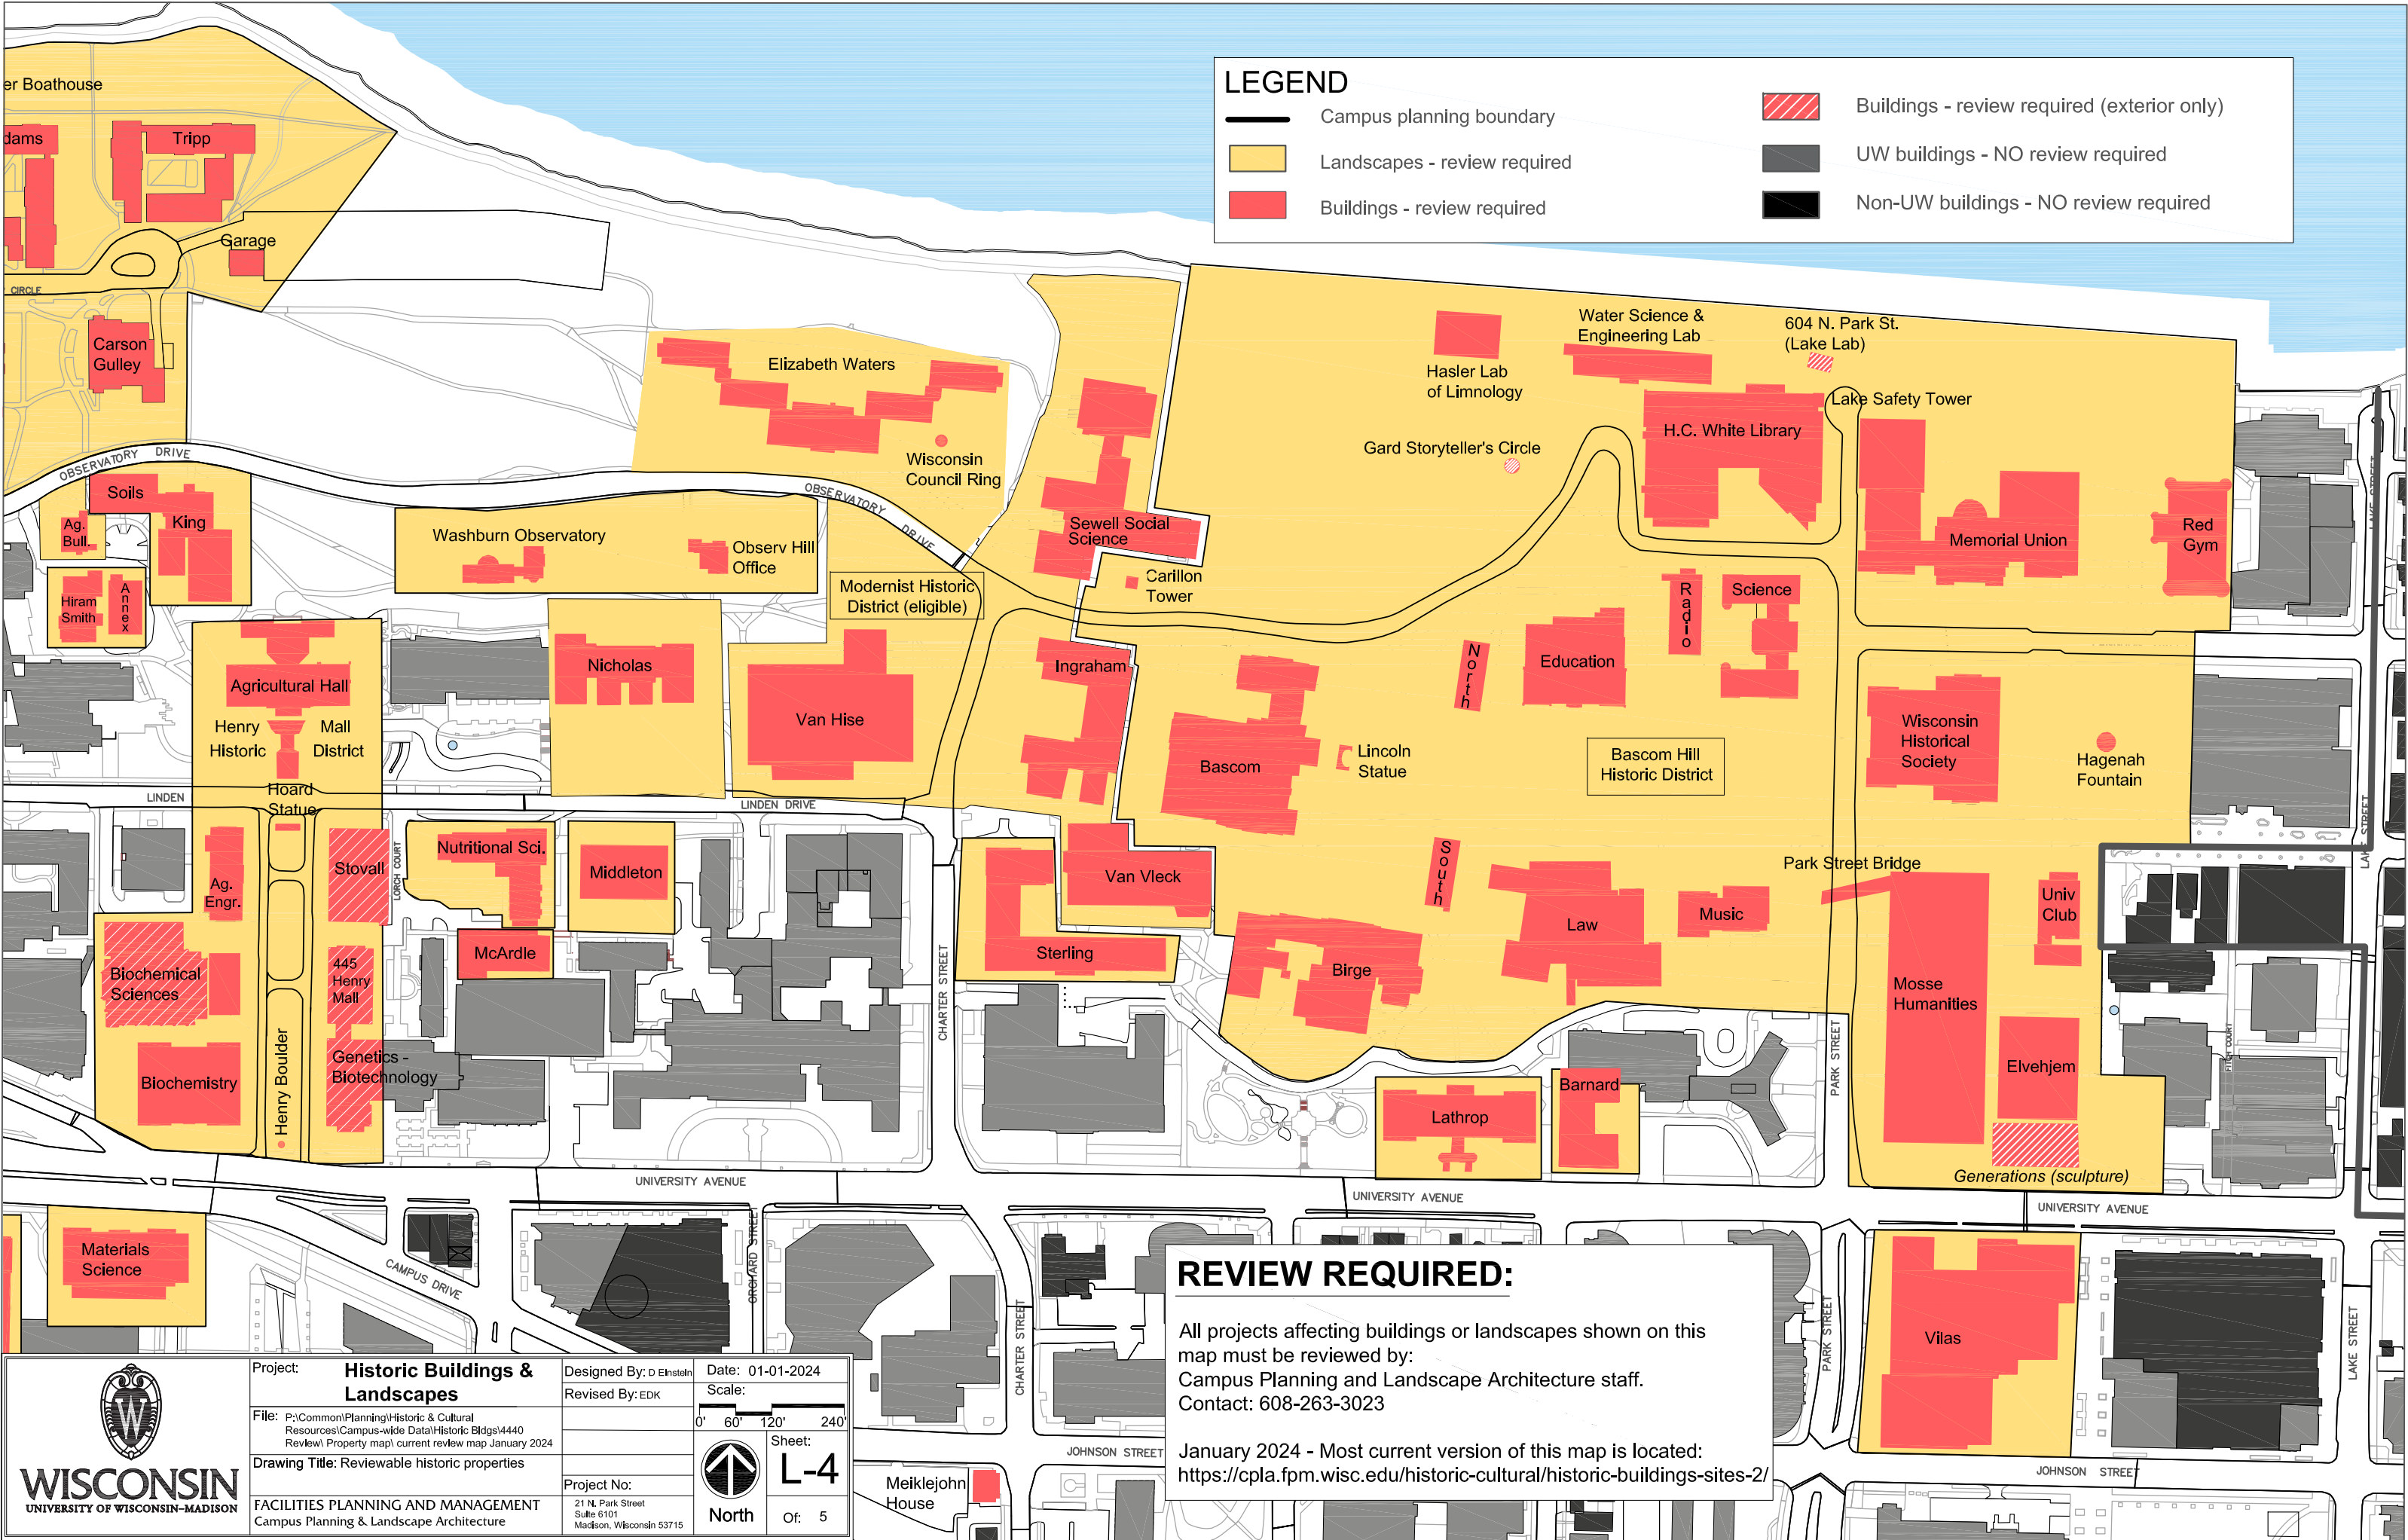 LEGEND
Campus planning boundary
Landscapes - review required
Buildings - review required
Buildings - review required (exterior only)
UW buildings - NO review required
Non-UW buildings - NO review required
er Boathouse
dams
Tripp
Garage
CIRCLE
Carson
Gulley
OBSERVATORY DRIVE
Elizabeth Waters
Wisconsin
Council Ring
OBSERVATORY DRIVE
Hasler Lab
of Limnology
Water Science &
Engineering Lab
604 N. Park St.
(Lake Lab)
Lake Safety Tower
H.C. White Library
Gard Storyteller's Circle
Soils
King
Ag.
Bull.
Hiram
Smith
Annex
Washburn Observatory
Observ Hill
Office
Modernist Historic
District (eligible)
Sewell Social
Science
Carillon
Tower
Memorial Union
Red
Gym
LAKE STREET
Radio
Science
Agricultural Hall
Henry Mall
Historic District
Hoard
Statue
Nicholas
Van Hise
Ingraham
Bascom
Lincoln
Statue
North
Education
Bascom Hill
Historic District
Wisconsin
Historical
Society
Hagenah
Fountain
LINDEN
LINDEN DRIVE
LAKE STREET
Ag.
Engr.
Stovall
LORCH COURT
Nutritional Sci.
Middleton
McArdle
Van Vleck
Sterling
South
Birge
Law
Music
Park Street Bridge
Univ
Club
Mosse
Humanities
Elvehjem
Biochemical
Sciences
445
Henry
Mall
Biochemistry
Henry Boulder
Genetics -
Biotechnology
CHARTER STREET
Lathrop
Barnard
PARK STREET
FITCH COURT
Generations (sculpture)
UNIVERSITY AVENUE
UNIVERSITY AVENUE
UNIVERSITY AVENUE
Materials
Science
CAMPUS DRIVE
ORCHARD STREET
CHARTER STREET
PARK STREET
Vilas
LAKE STREET
JOHNSON STREET
JOHNSON STREET
Meiklejohn
House
REVIEW REQUIRED:
All projects affecting buildings or landscapes shown on this
map must be reviewed by:
Campus Planning and Landscape Architecture staff.
Contact: 608-263-3023
January 2024 - Most current version of this map is located:
https://cpla.fpm.wisc.edu/historic-cultural/historic-buildings-sites-2/
W
WISCONSIN
UNIVERSITY OF WISCONSIN–MADISON
Project: Historic Buildings &
Landscapes
File: P:\Common\Planning\Historic & Cultural
Resources\Campus-wide Data\Historic Bldgs\4440
Review\ Property map\ current review map January 2024
Drawing Title: Reviewable historic properties
FACILITIES PLANNING AND MANAGEMENT
Campus Planning & Landscape Architecture
Designed By: D Einstein
Revised By: EDK
Project No:
21 N. Park Street
Suite 6101
Madison, Wisconsin 53715
Date: 01-01-2024
Scale:
0' 60' 120' 240'
North
Sheet:
L-4
Of: 5